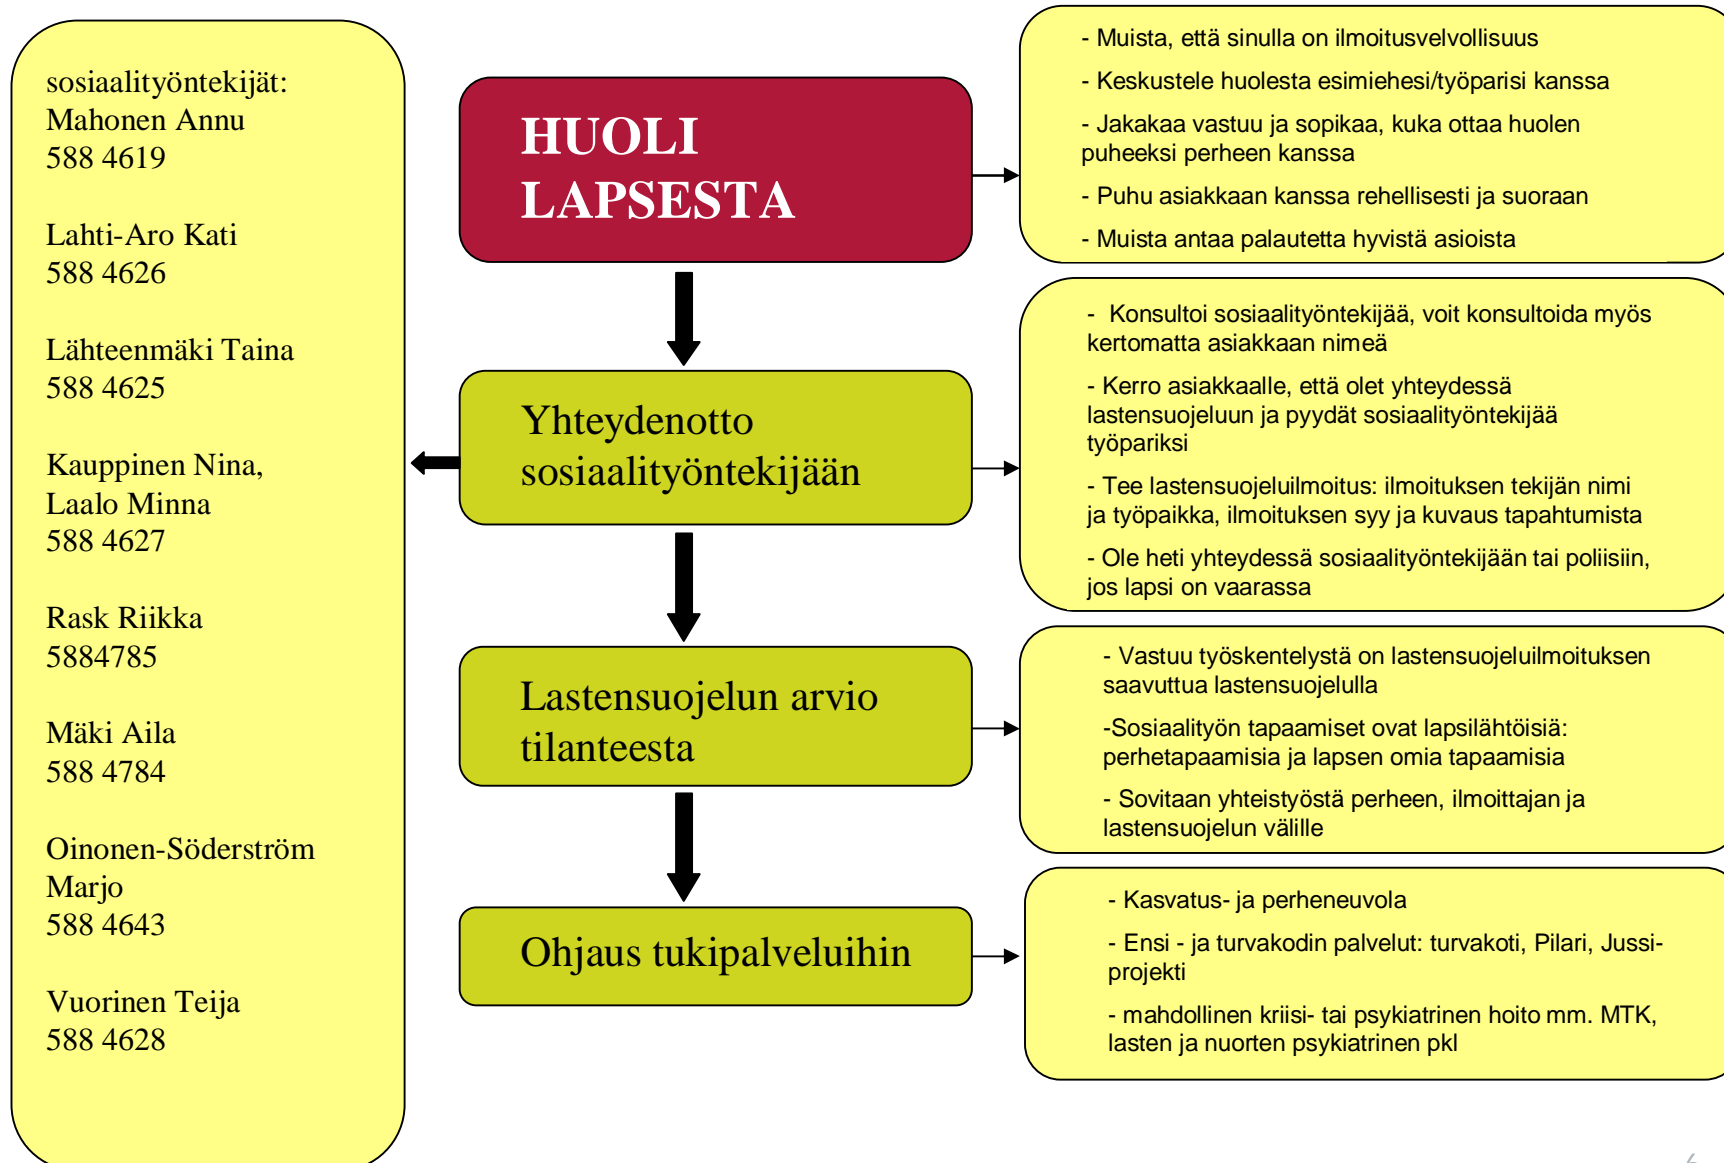 sosiaalityöntekijät:
Mahonen Annu
588 4619
Lahti-Aro Kati
588 4626
Lähteenmäki Taina
588 4625
Kauppinen Nina,
Laalo Minna
588 4627
Rask Riikka
5884785
Mäki Aila
588 4784
Oinonen-Söderström
Marjo
588 4643
Vuorinen Teija
588 4628
HUOLI
LAPSESTA
- Muista, että sinulla on ilmoitusvelvollisuus
- Keskustele huolesta esimiehesi/työparisi kanssa
- Jakakaa vastuu ja sopikaa, kuka ottaa huolen
puheeksi perheen kanssa
- Puhu asiakkaan kanssa rehellisesti ja suoraan
- Muista antaa palautetta hyvistä asioista
Yhteydenotto
sosiaalityöntekijään
- Konsultoi sosiaalityöntekijää, voit konsultoida myös
kertomatta asiakkaan nimeä
- Kerro asiakkaalle, että olet yhteydessä
lastensuojeluun ja pyydät sosiaalityöntekijää
työpariksi
- Tee lastensuojeluilmoitus: ilmoituksen tekijän nimi
ja työpaikka, ilmoituksen syy ja kuvaus tapahtumista
- Ole heti yhteydessä sosiaalityöntekijään tai poliisiin,
jos lapsi on vaarassa
Lastensuojelun arvio
tilanteesta
- Vastuu työskentelystä on lastensuojeluilmoituksen
saavuttua lastensuojelulla
-Sosiaalityön tapaamiset ovat lapsilähtöisiä:
perhetapaamisia ja lapsen omia tapaamisia
- Sovitaan yhteistyöstä perheen, ilmoittajan ja
lastensuojelun välille
Ohjaus tukipalveluihin
- Kasvatus- ja perheneuvola
- Ensi - ja turvakodin palvelut: turvakoti, Pilari, Jussi-
projekti
- mahdollinen kriisi- tai psykiatrinen hoito mm. MTK,
lasten ja nuorten psykiatrinen pkl